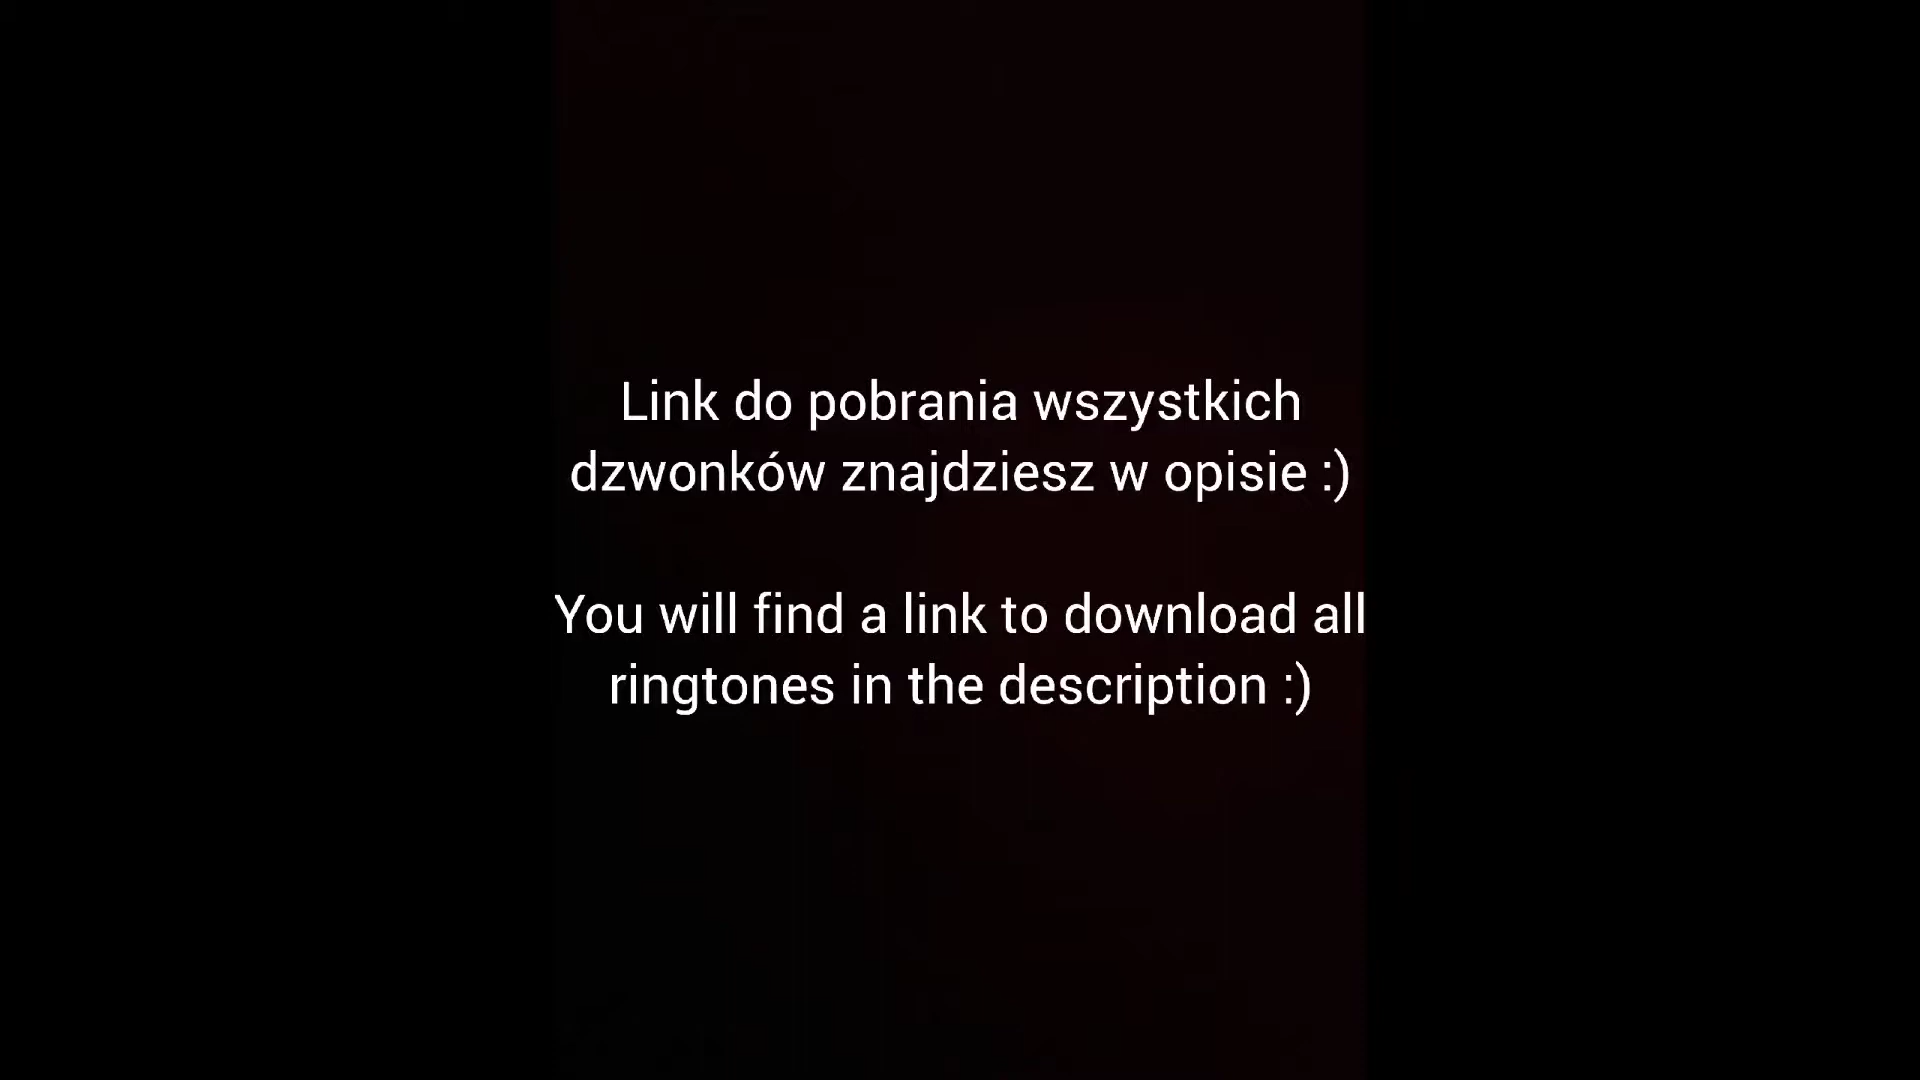 Link do pobrania wszystkich
dzwonków znajdziesz w opisie :)
You will find a link to download all
ringtones in the description :)